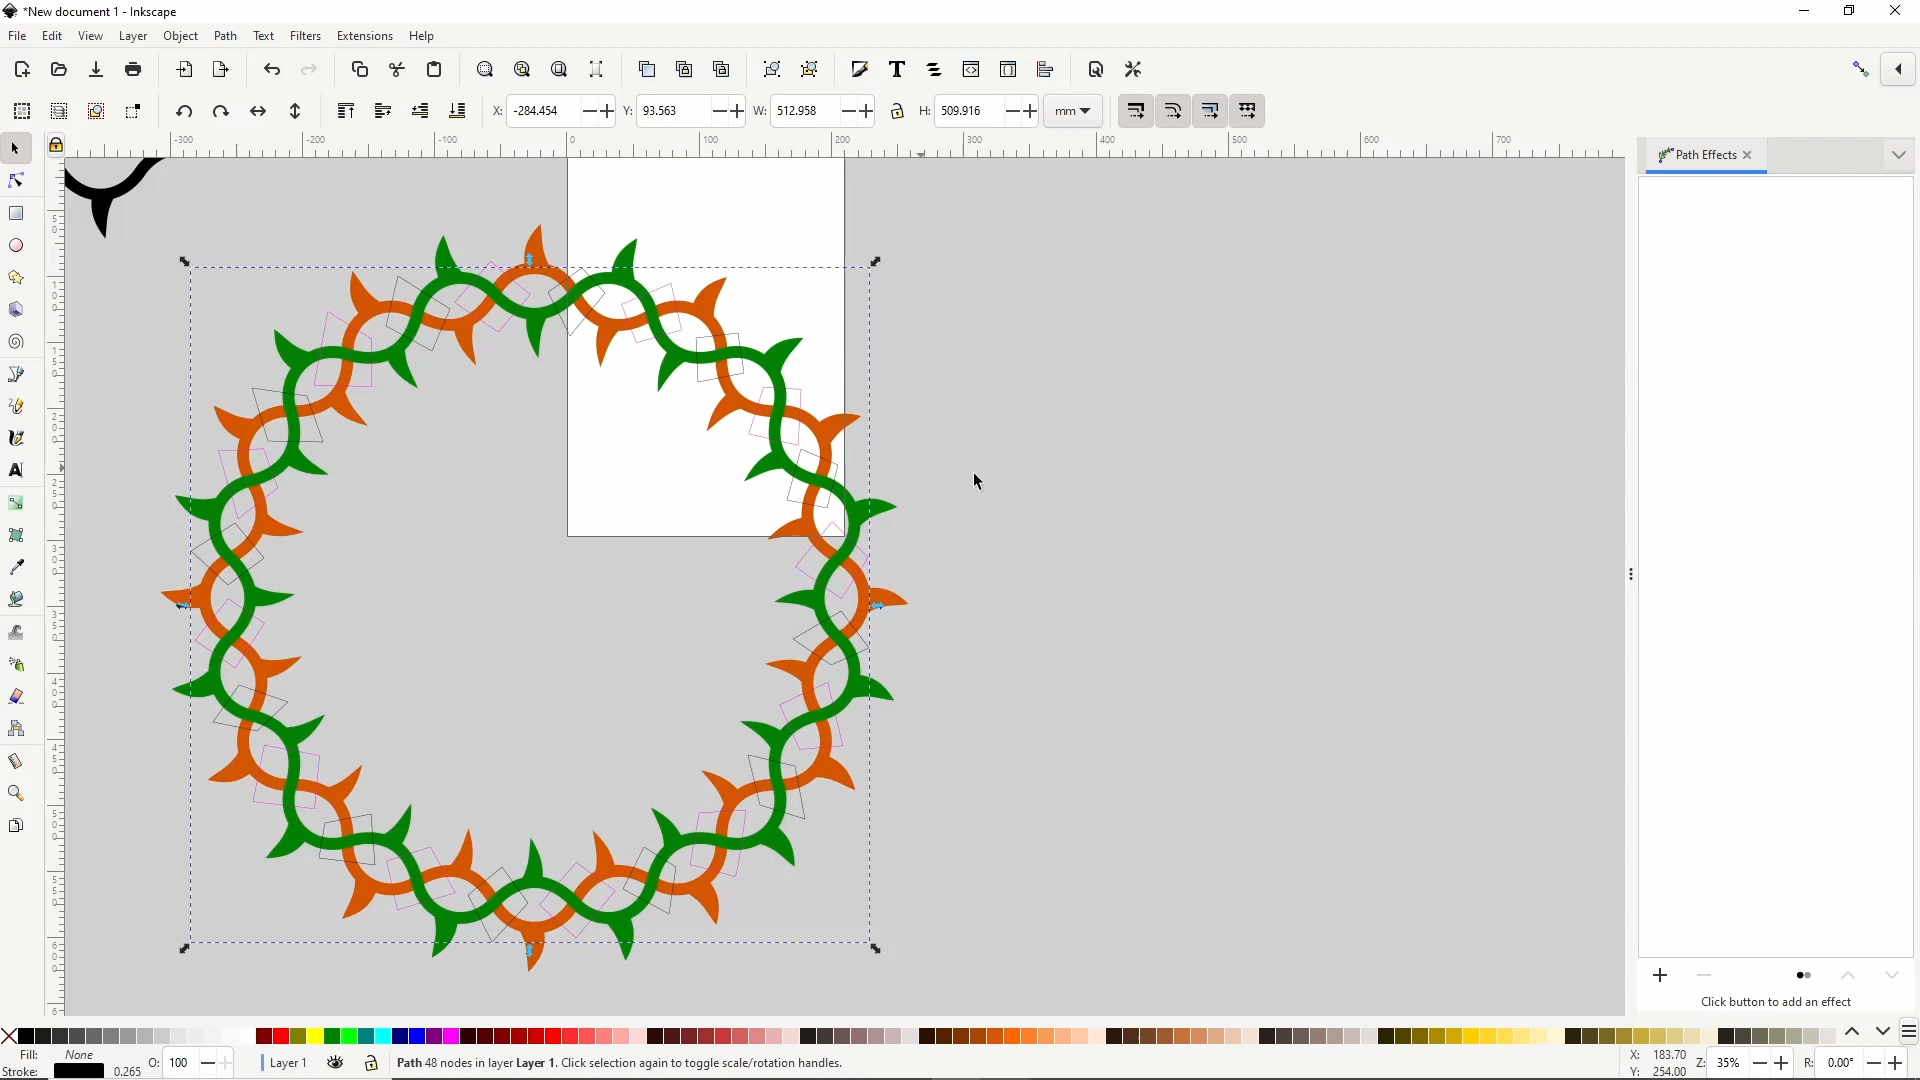 *New document 1 - Inkscape
File Edit View Layer Object Path Text Filters Extensions Help
X: -284.454 Y: 93.563 W: 512.958 H: 509.916 mm
-300 -200 -100 0 100 200 300 400 500 600 700
Path Effects
Click button to add an effect
Fill: None
Stroke: 0.265
O: 100
Layer 1
Path 48 nodes in layer Layer 1. Click selection again to toggle scale/rotation handles.
X: 183.70
Y: 254.00
Z: 35%
R: 0.00°